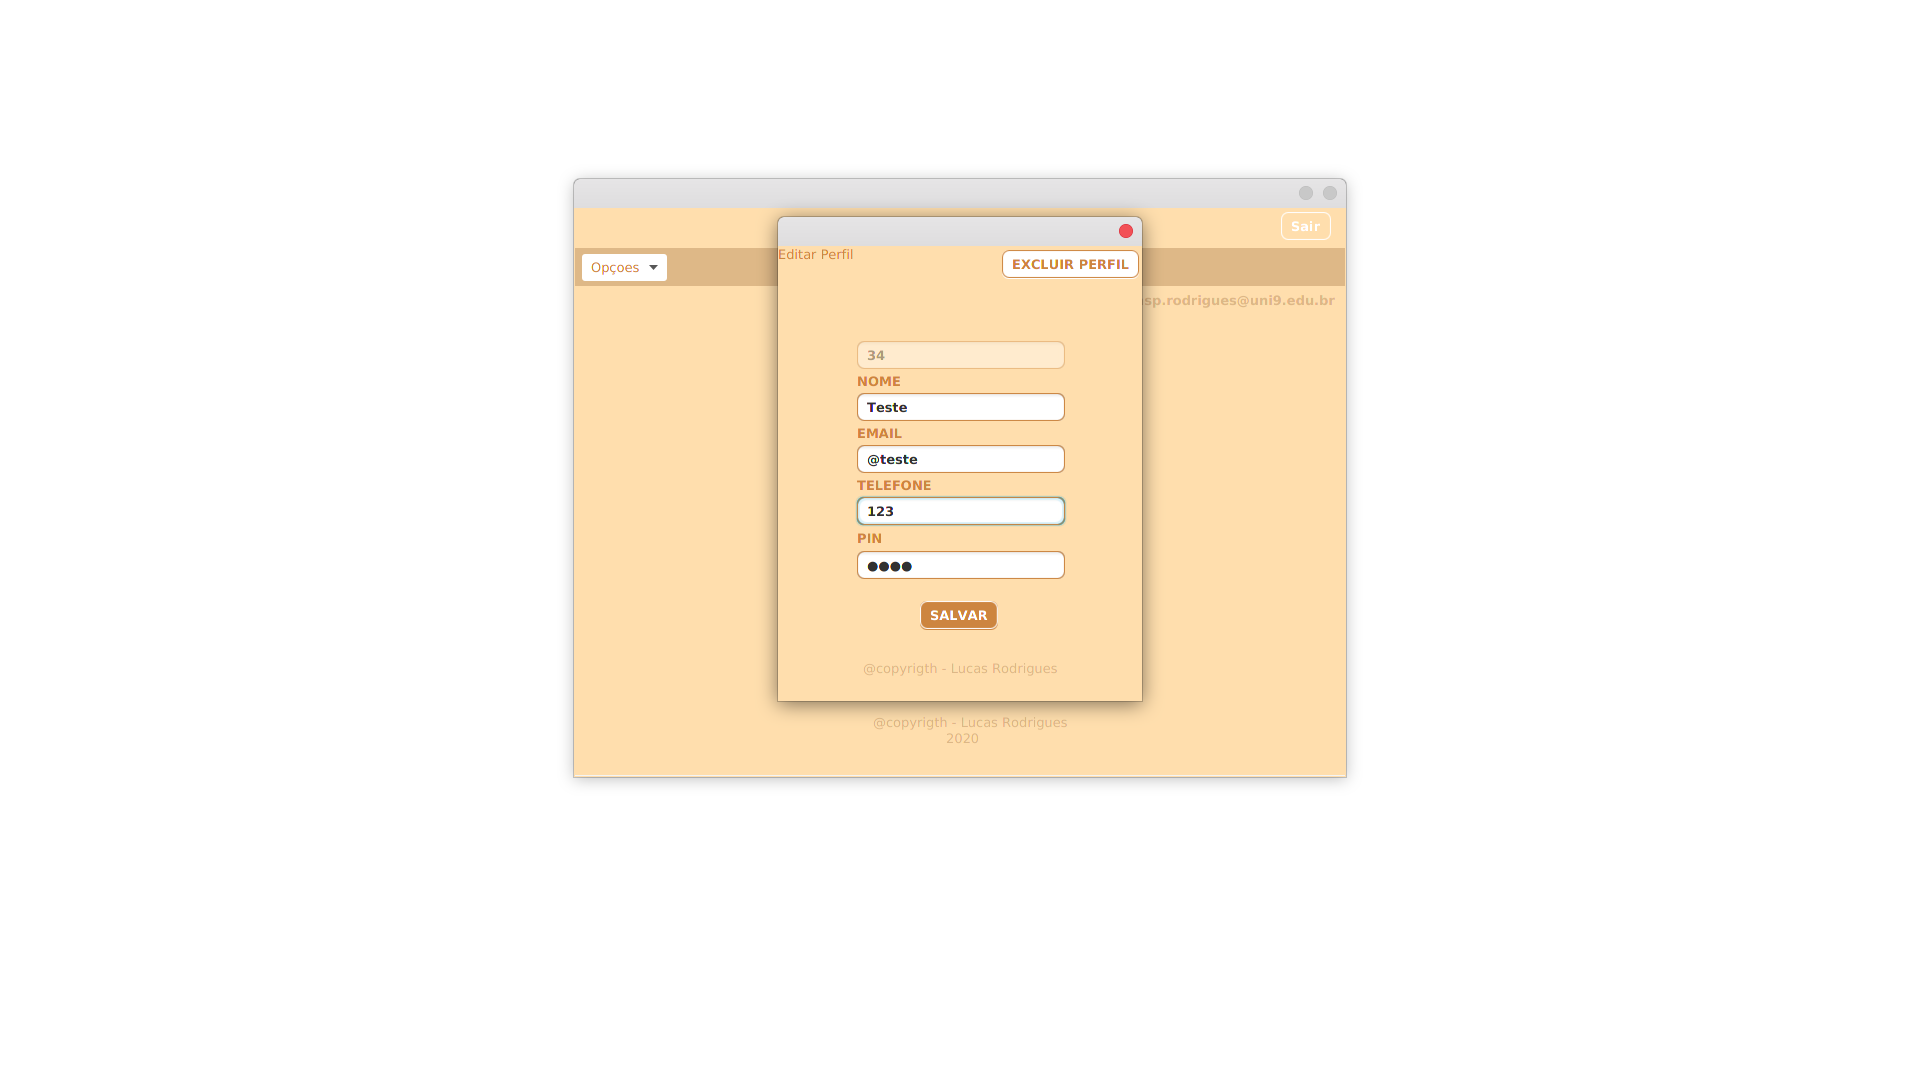 Sair
Editar Perfil
EXCLUIR PERFIL
Opçoes
sp.rodrigues@uni9.edu.br
34
NOME
Teste
EMAIL
@teste
TELEFONE
123
PIN
SALVAR
@copyrigth - Lucas Rodrigues
@copyrigth - Lucas Rodrigues
2020